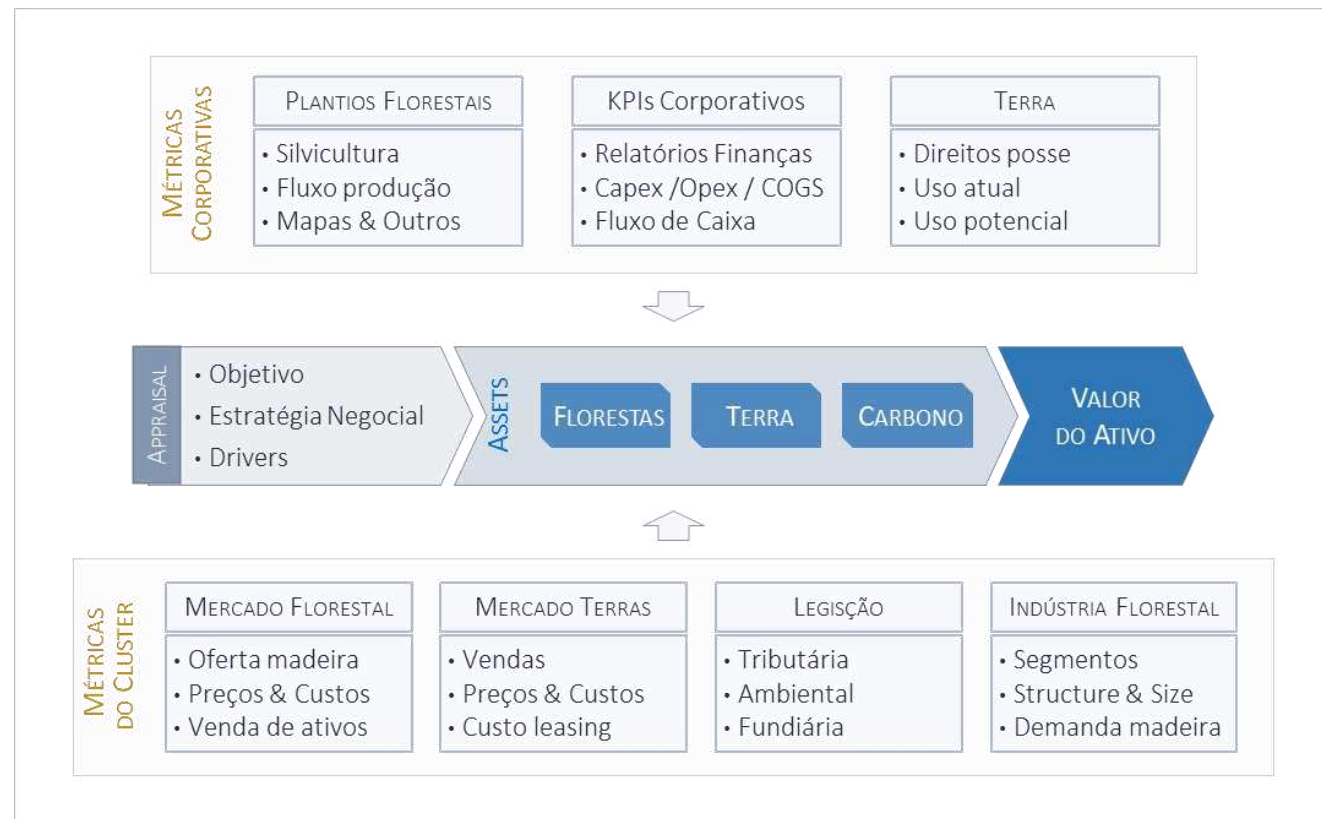 MÉTRICAS
CORPORATIVAS
PLANTIOS FLORESTAIS
• Silvicultura
• Fluxo produção
• Mapas & Outros
KPIs Corporativos
• Relatórios Finanças
• Capex /Opex / COGS
• Fluxo de Caixa
TERRA
• Direitos posse
• Uso atual
• Uso potencial
APPRAISAL
• Objetivo
• Estratégia Negocial
• Drivers
ASSETS
FLORESTAS
TERRA
CARBONO
VALOR
DO ATIVO
MÉTRICAS
DO CLUSTER
MERCADO FLORESTAL
• Oferta madeira
• Preços & Custos
• Venda de ativos
MERCADO TERRAS
• Vendas
• Preços & Custos
• Custo leasing
LEGISÇÃO
• Tributária
• Ambiental
• Fundiária
INDÚSTRIA FLORESTAL
• Segmentos
• Structure & Size
• Demanda madeira